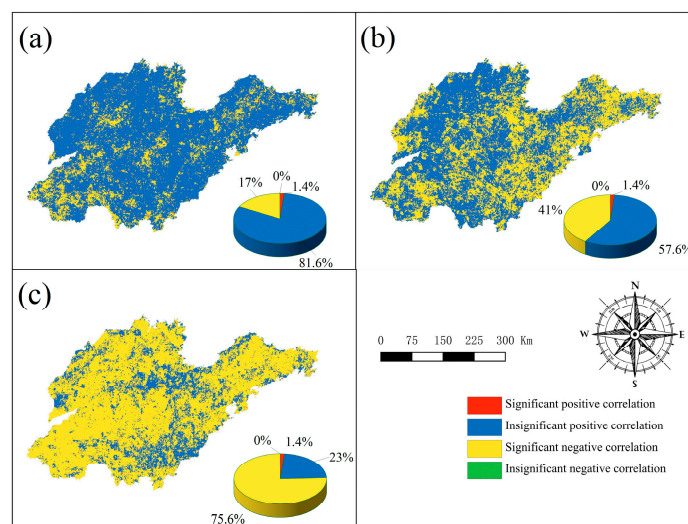 (a)
0%
1.4%
17%
81.6%
(b)
0%
1.4%
41%
57.6%
(c)
0%
1.4%
23%
75.6%
0 75 150 225 300 Km
N
W E
S
Significant positive correlation
Insignificant positive correlation
Significant negative correlation
Insignificant negative correlation